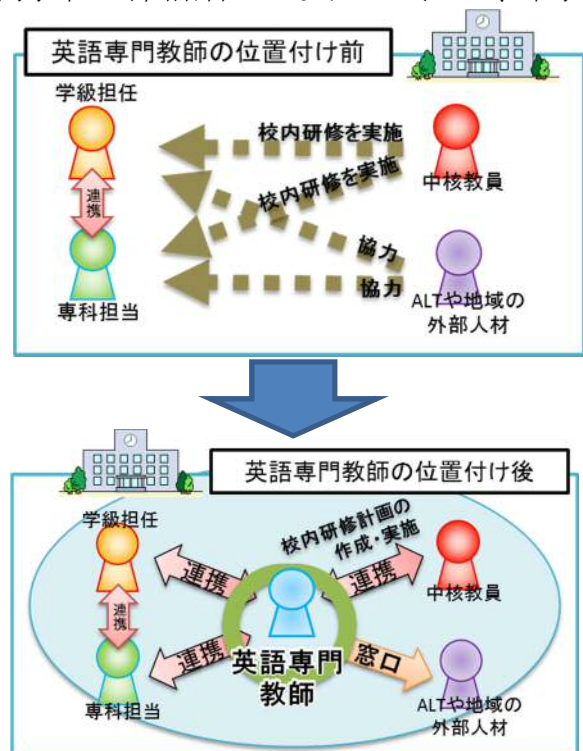 英語専門教師の位置付け前
学級担任
校内研修を実施
校内研修を実施
中核教員
連携
協力
協力
専科担当
ALTや地域の
外部人材
英語専門教師の位置付け後
学級担任
校内研修計画の
作成・実施
連携
連携
中核教員
連携
連携
英語専門
教師
窓口
専科担当
ALTや地域の
外部人材